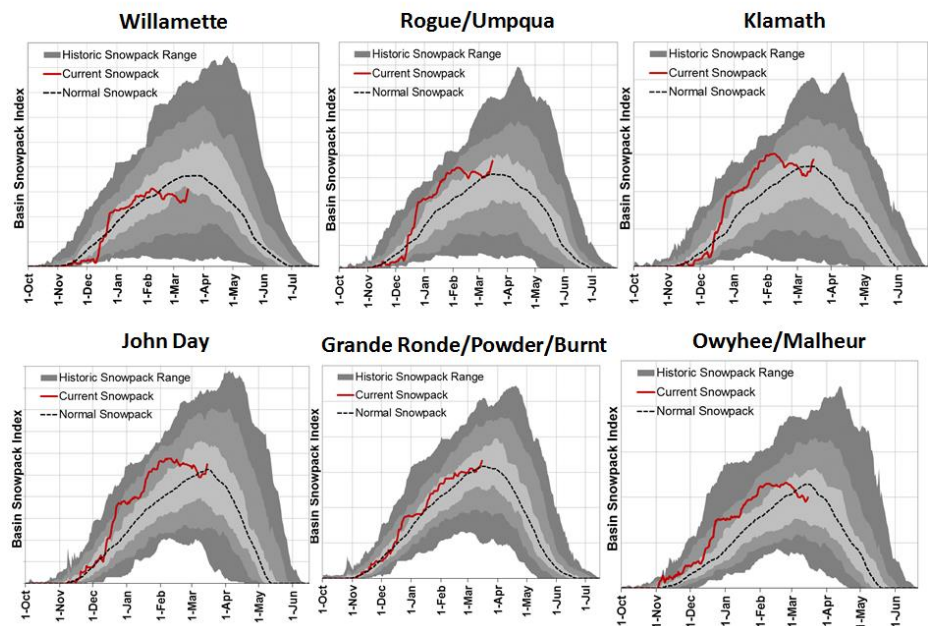 Willamette
Basin Snowpack Index
Historic Snowpack Range
Current Snowpack
Normal Snowpack
1-Oct
1-Nov
1-Dec
1-Jan
1-Feb
1-Mar
1-Apr
1-May
1-Jun
1-Jul
Rogue/Umpqua
Basin Snowpack Index
Historic Snowpack Range
Current Snowpack
Normal Snowpack
1-Oct
1-Nov
1-Dec
1-Jan
1-Feb
1-Mar
1-Apr
1-May
1-Jun
1-Jul
Klamath
Basin Snowpack Index
Historic Snowpack Range
Current Snowpack
Normal Snowpack
1-Oct
1-Nov
1-Dec
1-Jan
1-Feb
1-Mar
1-Apr
1-May
1-Jun
John Day
Basin Snowpack Index
Historic Snowpack Range
Current Snowpack
Normal Snowpack
1-Oct
1-Nov
1-Dec
1-Jan
1-Feb
1-Mar
1-Apr
1-May
1-Jun
Grande Ronde/Powder/Burnt
Basin Snowpack Index
Historic Snowpack Range
Current Snowpack
Normal Snowpack
1-Oct
1-Nov
1-Dec
1-Jan
1-Feb
1-Mar
1-Apr
1-May
1-Jun
1-Jul
Owyhee/Malheur
Basin Snowpack Index
Historic Snowpack Range
Current Snowpack
Normal Snowpack
1-Oct
1-Nov
1-Dec
1-Jan
1-Feb
1-Mar
1-Apr
1-May
1-Jun